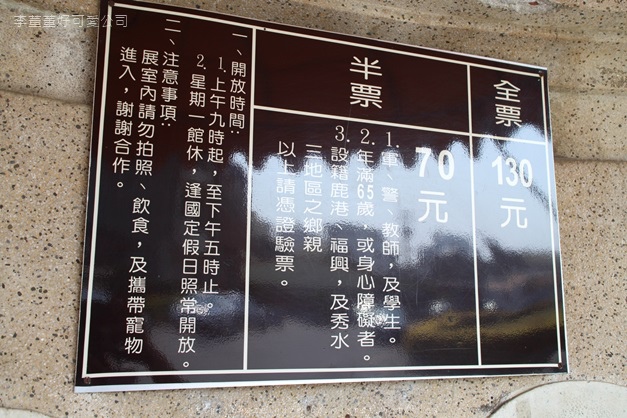 李董董好可愛公司
全票
130
元
半票
70
元
1.軍、警、教師,及學生。
2.年滿65歲,或身心障礙者。
3.設籍鹿港、福興,及秀水
三地區之鄉親
以上請憑證驗票。
一、開放時間:
1.上午九時起,至下午五時止。
2.星期一館休,逢國定假日照常開放。
二、注意事項:
展室內請勿拍照、飲食,及攜帶寵物
進入,謝謝合作。